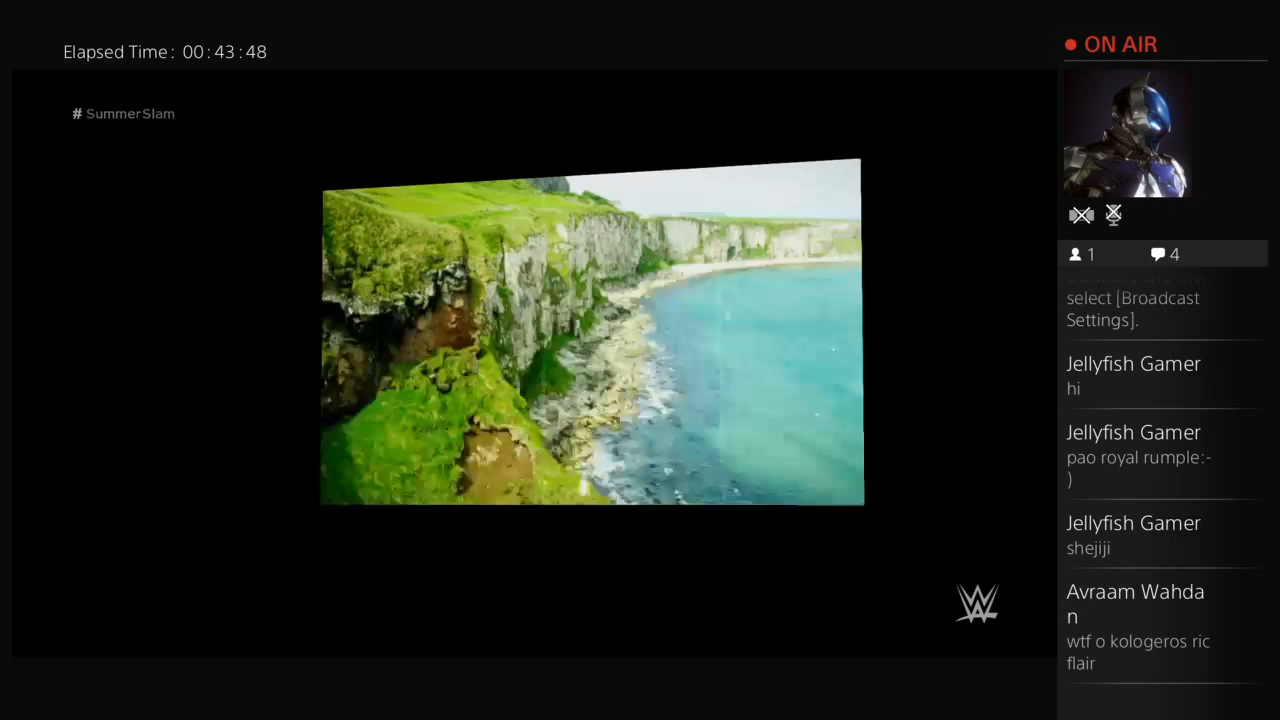 Elapsed Time: 00:43:48
ON AIR
# SummerSlam
1
4
select [Broadcast
Settings].
Jellyfish Gamer
hi
Jellyfish Gamer
pao royal rumple:-
)
Jellyfish Gamer
shejiji
Avraam Wahda
n
wtf o kologeros ric
flair